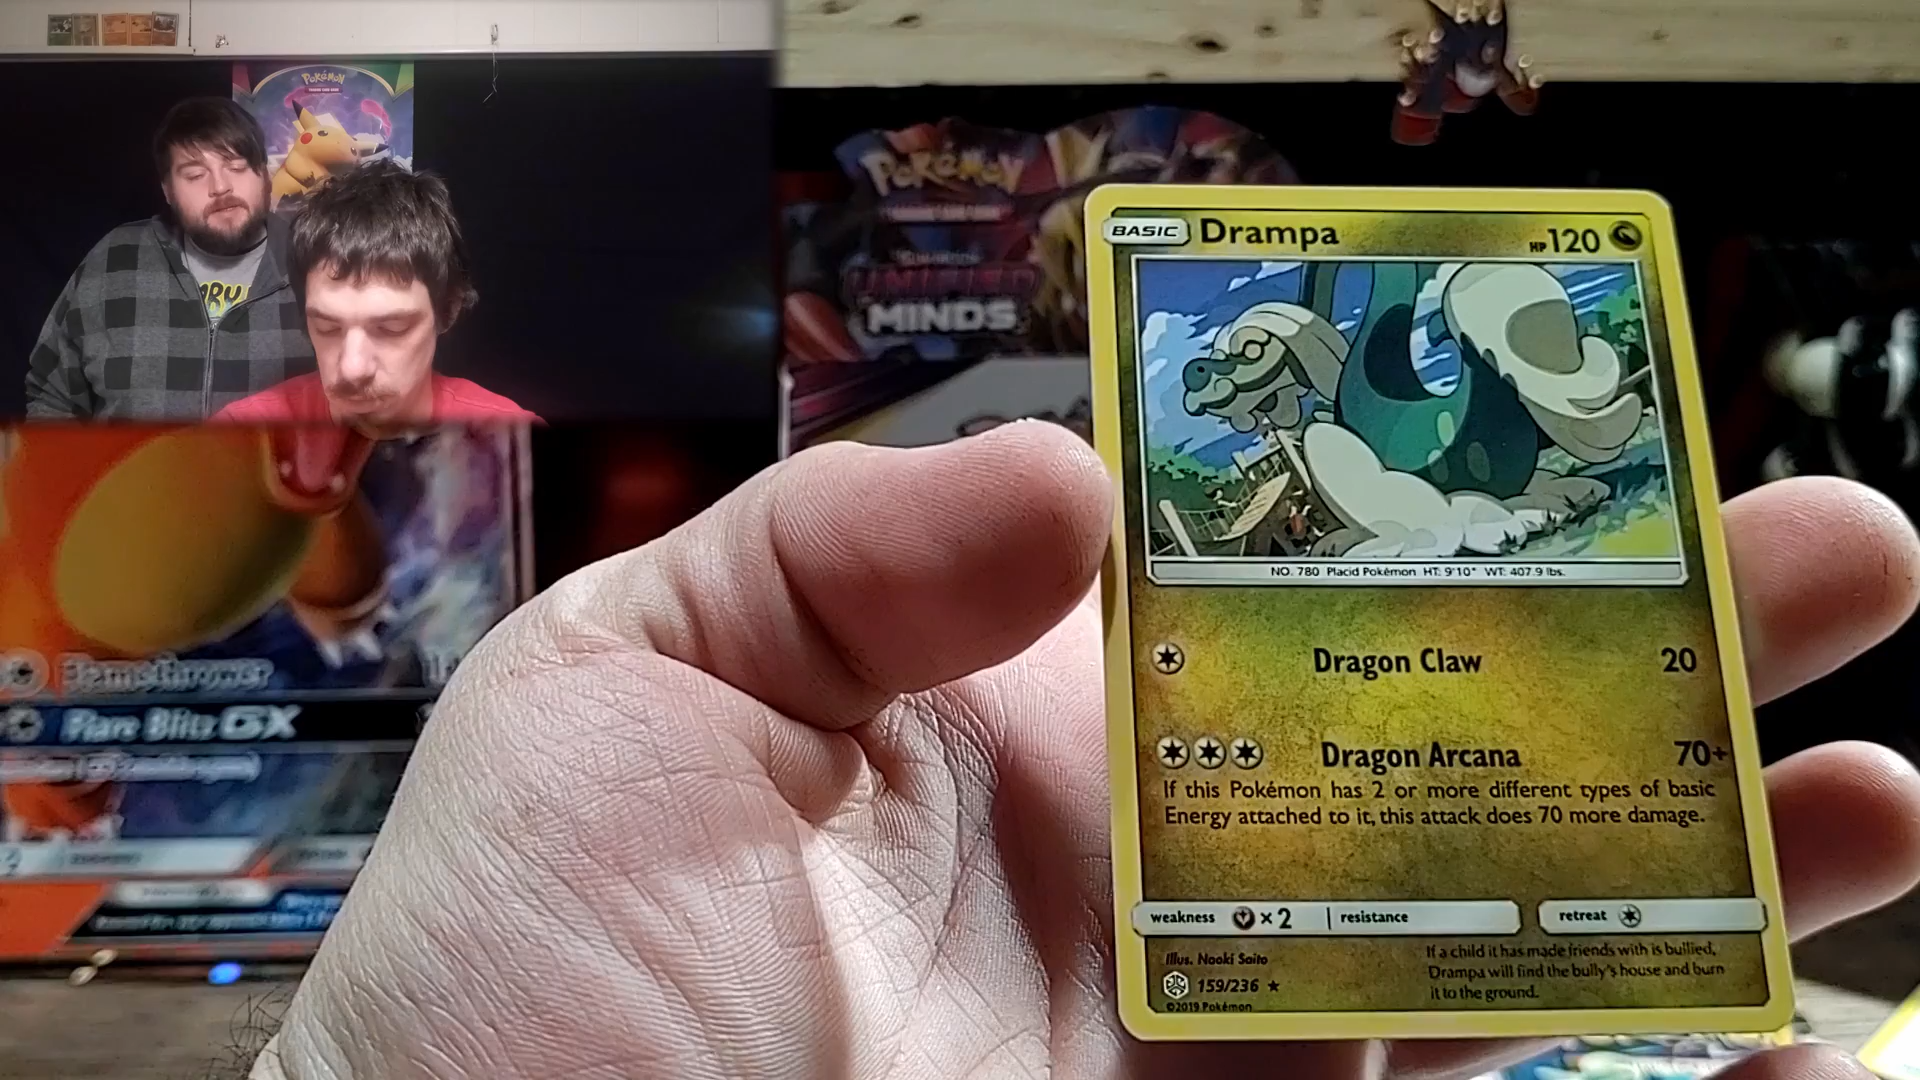 Pokémon
Pokémon
UNIFIED
MINDS
BASIC Drampa HP 120
NO. 780 Placid Pokémon HT: 9'10" WT: 407.9 lbs.
Dragon Claw 20
Dragon Arcana 70+
If this Pokémon has 2 or more different types of basic
Energy attached to it, this attack does 70 more damage.
weakness ×2 resistance retreat
Illus. Naoki Saito
159/236
©2019 Pokémon
If a child it has made friends with is bullied,
Drampa will find the bully's house and burn
it to the ground.
Flamethrower
Flare Blitz GX